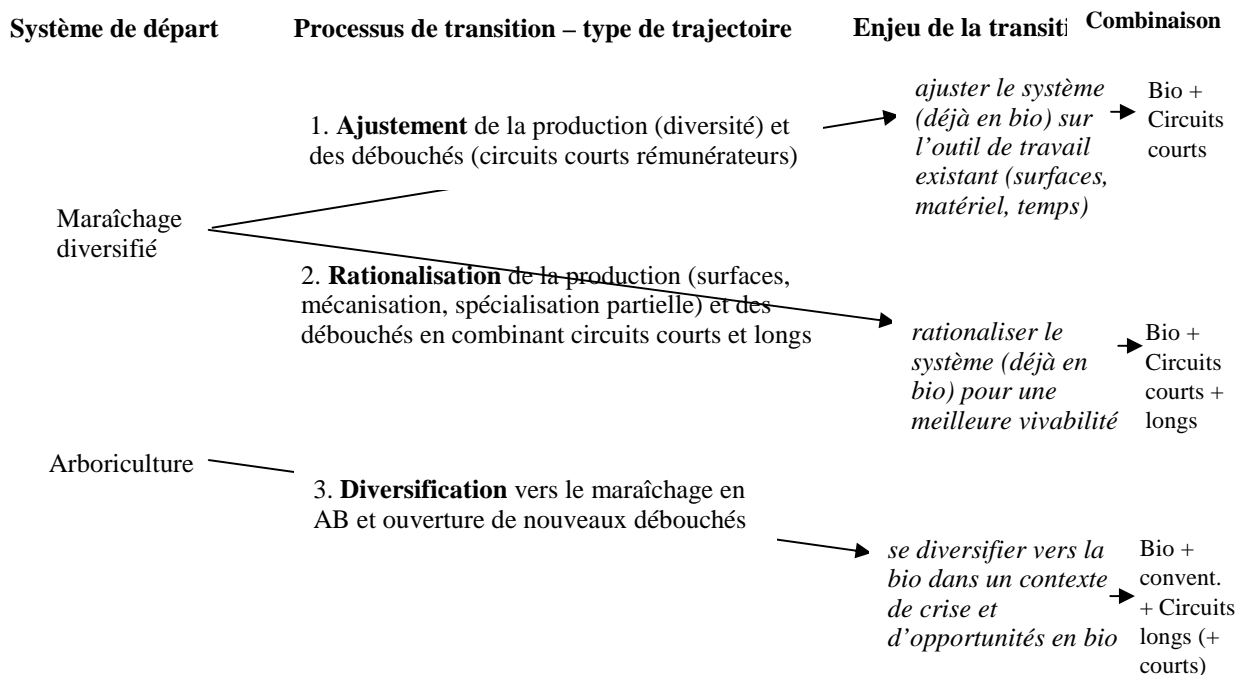 Système de départ
Processus de transition – type de trajectoire
Enjeu de la transiti
Combinaison
1. Ajustement de la production (diversité) et
des débouchés (circuits courts rémunérateurs)
ajuster le système
(déjà en bio) sur
l’outil de travail
existant (surfaces,
matériel, temps)
Bio +
Circuits
courts
Maraîchage
diversifié
2. Rationalisation de la production (surfaces,
mécanisation, spécialisation partielle) et des
débouchés en combinant circuits courts et longs
rationaliser le
système (déjà en
bio) pour une
meilleure vivabilité
Bio +
Circuits
courts +
longs
Arboriculture
3. Diversification vers le maraîchage en
AB et ouverture de nouveaux débouchés
se diversifier vers la
bio dans un contexte
de crise et
d’opportunités en bio
Bio +
convent.
+ Circuits
longs (+
courts)